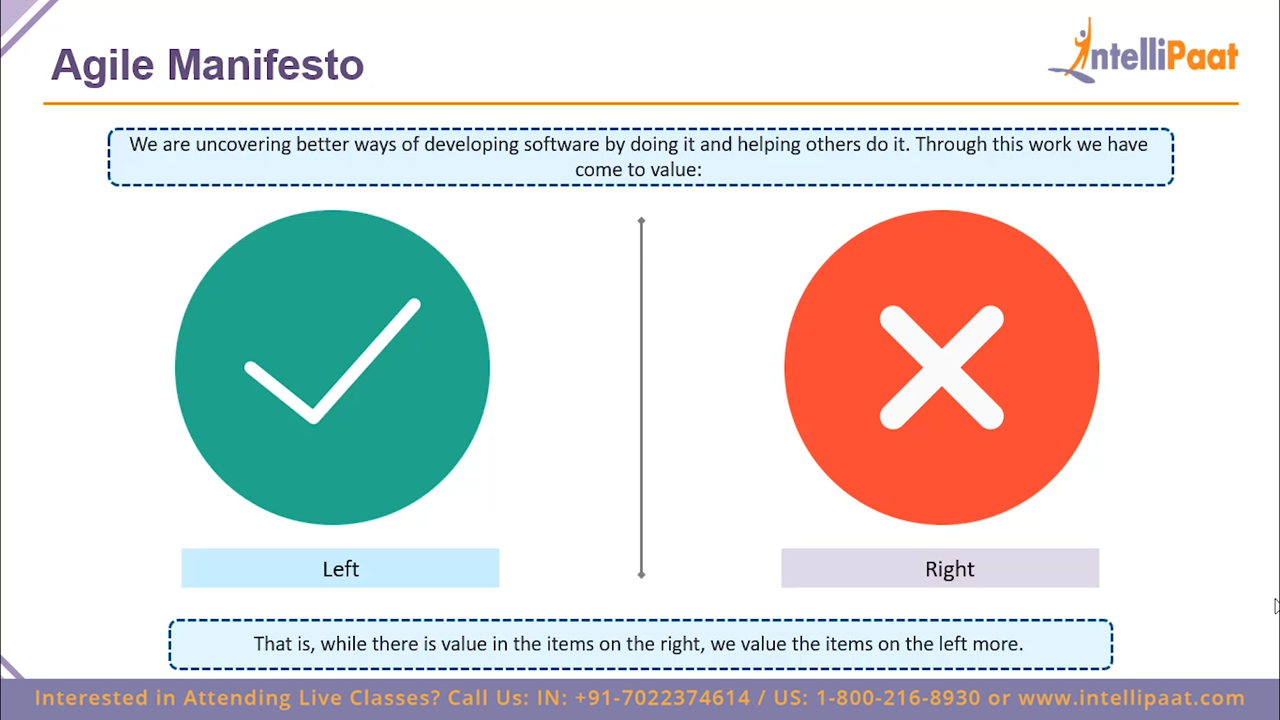 Agile Manifesto
IntelliPaat
We are uncovering better ways of developing software by doing it and helping others do it. Through this work we have
come to value:
Left
Right
That is, while there is value in the items on the right, we value the items on the left more.
Interested in Attending Live Classes? Call Us: IN: +91-7022374614 / US: 1-800-216-8930 or www.intellipaat.com